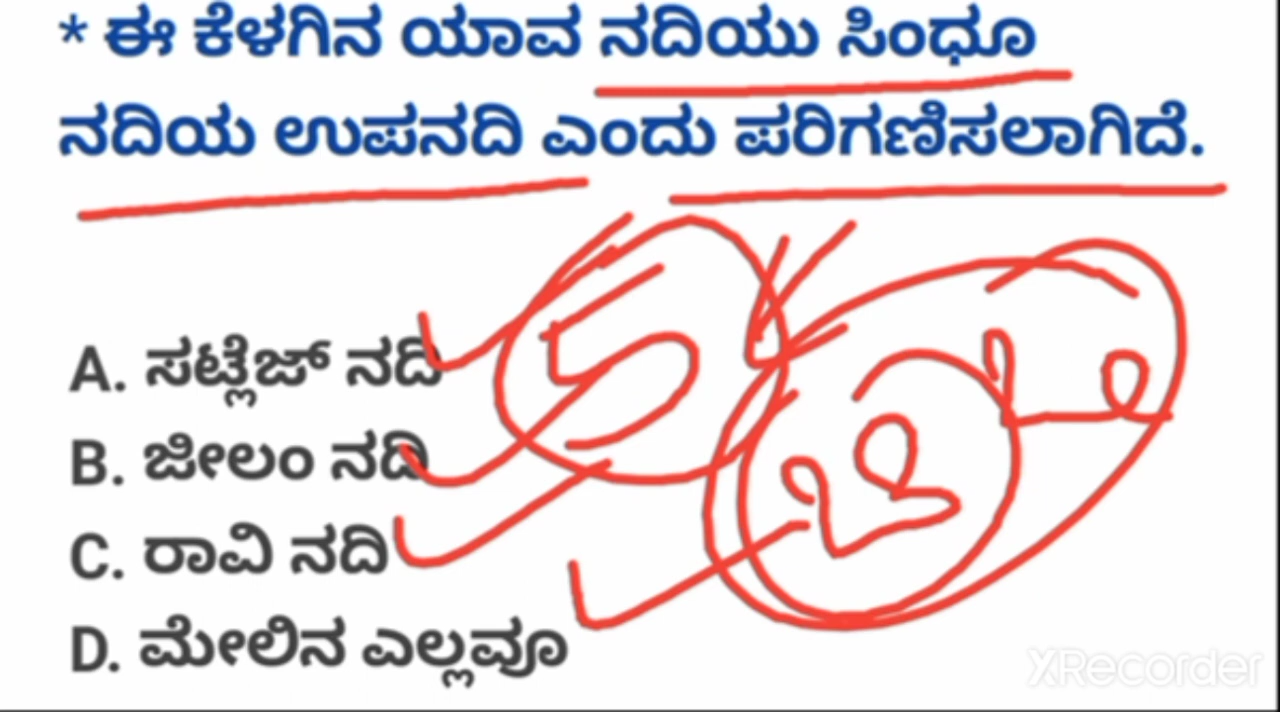 * ಈ ಕೆಳಗಿನ ಯಾವ ನದಿಯು ಸಿಂಧೂ
ನದಿಯ ಉಪನದಿ ಎಂದು ಪರಿಗಣಿಸಲಾಗಿದೆ.
A. ಸಟ್ಲೆಜ್ ನದಿ
B. ಜೀಲಂ ನದಿ
C. ರಾವಿ ನದಿ
D. ಮೇಲಿನ ಎಲ್ಲವೂ
XRecorder